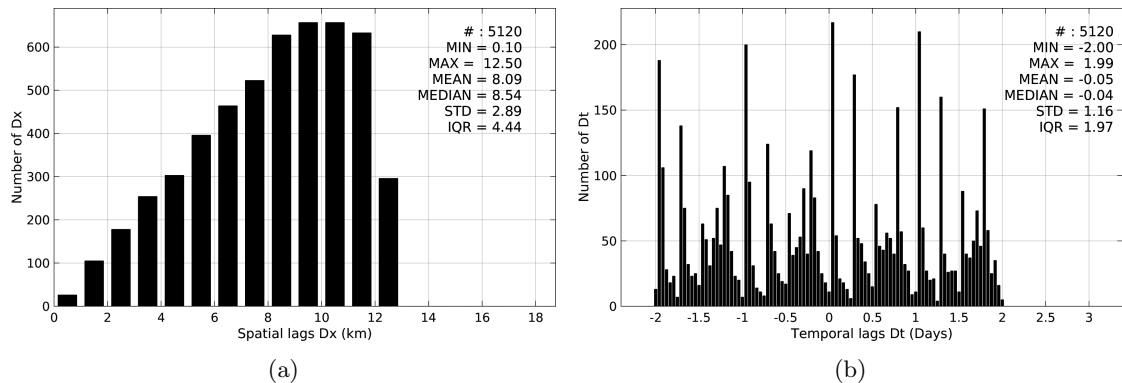 600
500
400
300
200
100
0
Number of Dx
# : 5120
MIN = 0.10
MAX = 12.50
MEAN = 8.09
MEDIAN = 8.54
STD = 2.89
IQR = 4.44
0 2 4 6 8 10 12 14 16 18
Spatial lags Dx (km)
(a)
200
150
100
50
0
Number of Dt
# : 5120
MIN = -2.00
MAX = 1.99
MEAN = -0.05
MEDIAN = -0.04
STD = 1.16
IQR = 1.97
-2 -1.5 -1 -0.5 0 0.5 1 1.5 2 2.5 3
Temporal lags Dt (Days)
(b)